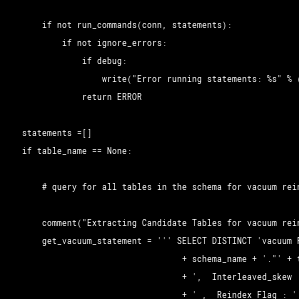 if not run_commands(conn, statements):
if not ignore_errors:
if debug:
write("Error running statements: %s" %
return ERROR
statements =[]
if table_name == None:
# query for all tables in the schema for vacuum
comment("Extracting Candidate Tables for vacuum
get_vacuum_statement = ''' SELECT DISTINCT 'vacuum
+ schema_name + '."' +
+ ', Interleaved_skew
+ ' , Reindex Flag : '